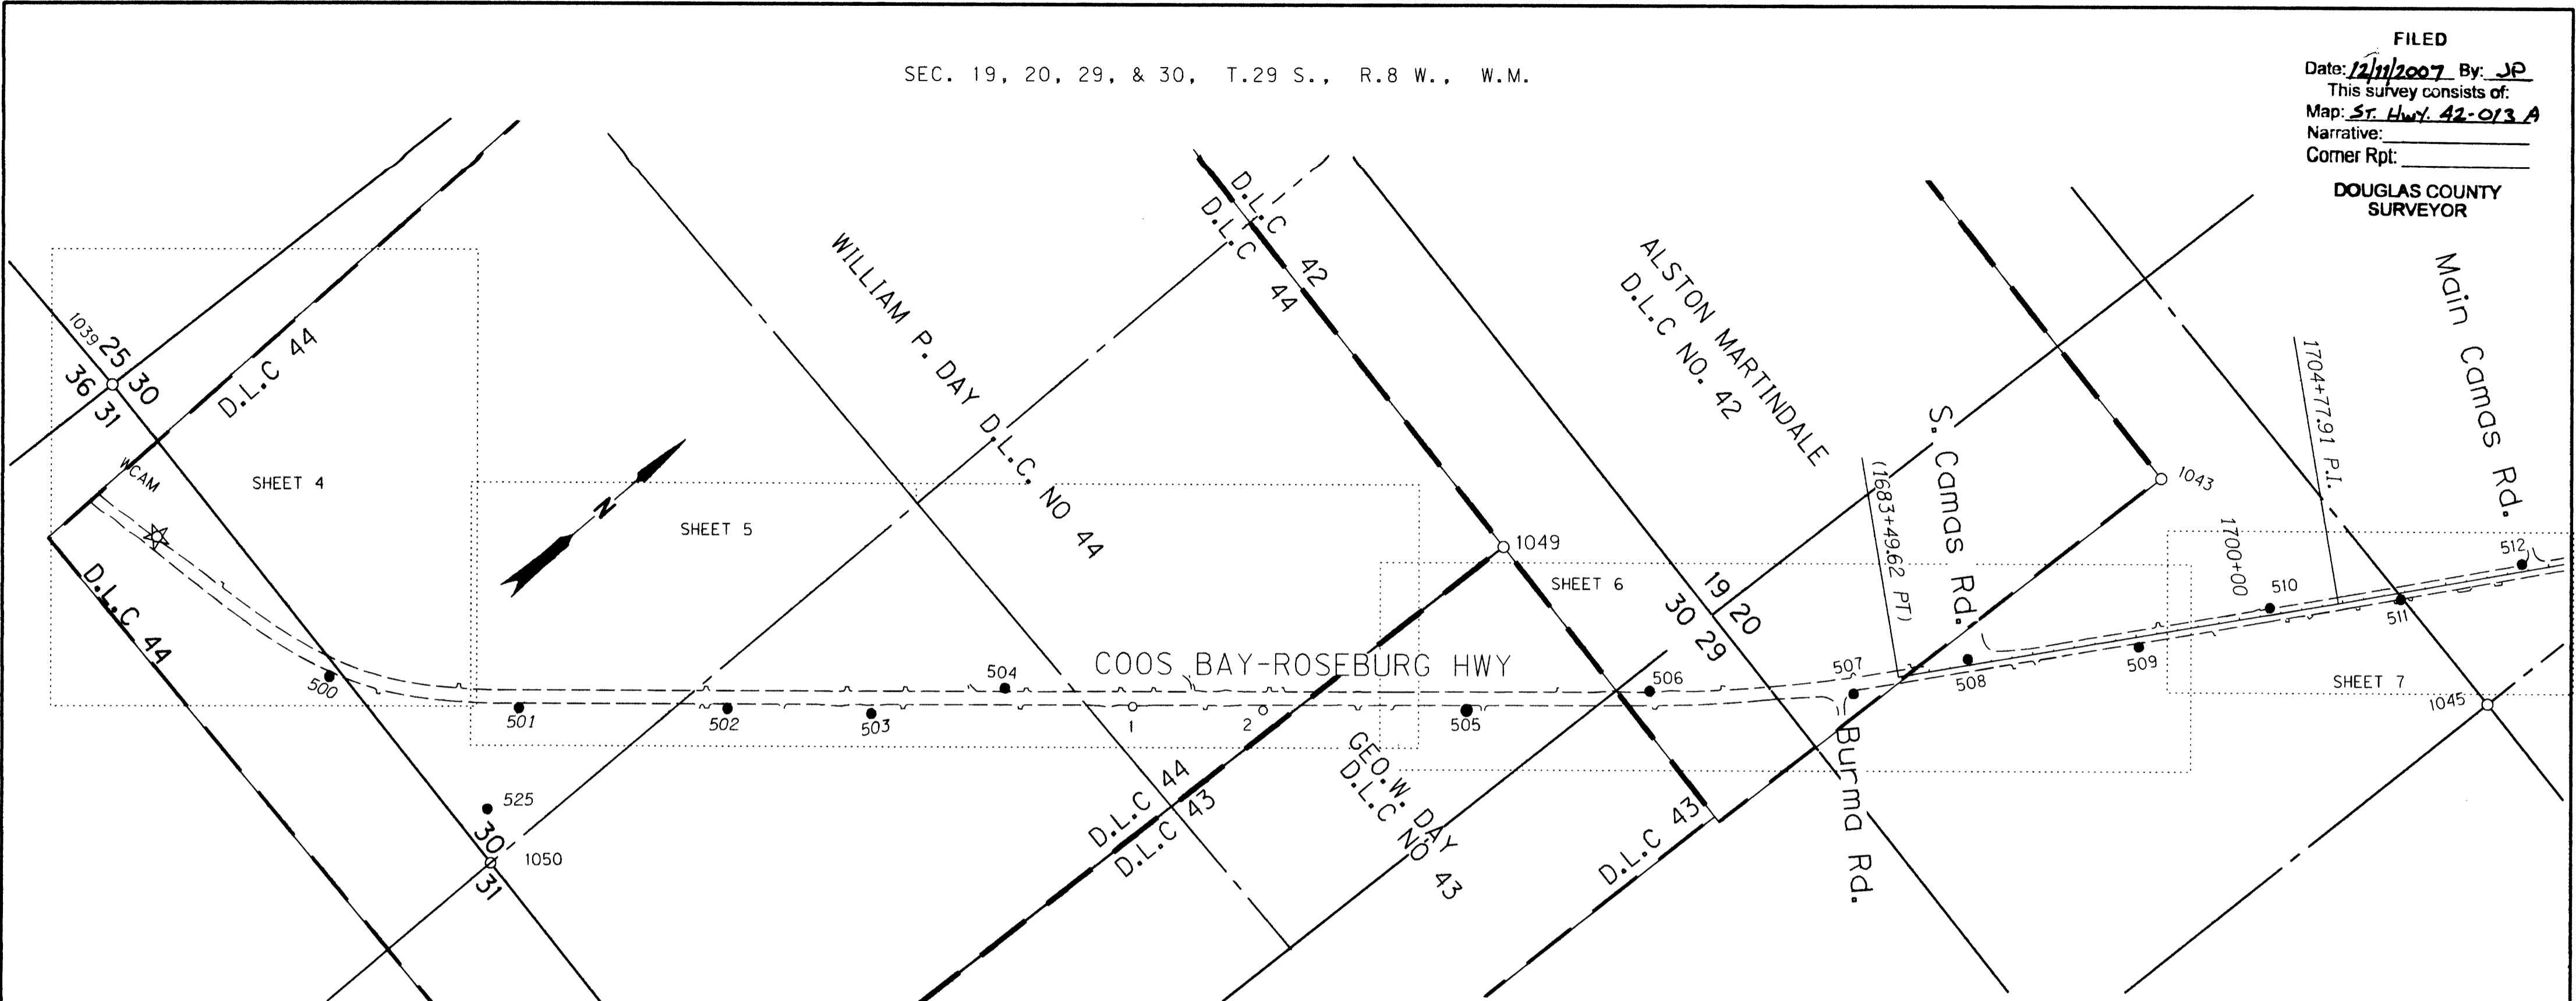 SEC. 19, 20, 29, & 30, T.29 S., R.8 W., W.M.
FILED
Date: 12/11/2007 By: JP
This survey consists of:
Map: ST. HWY. 42-013 A
Narrative:
Corner Rpt:
DOUGLAS COUNTY
SURVEYOR
1039
25
36
30
31
D.L.C 44
WCAM
SHEET 4
D.L.C 44
500
501
525
30
1050
31
N
SHEET 5
502
503
504
WILLIAM P. DAY D.L.C. NO 44
D.L.C 42
D.L.C 44
1
2
COOS BAY-ROSEBURG HWY
D.L.C 44
D.L.C 43
GEO.W. DAY
D.L.C NO 43
505
1049
SHEET 6
506
ALSTON MARTINDALE
D.L.C NO. 42
19
20
30
29
D.L.C 43
507
Burma Rd.
(1683+49.62 PT)
S. Camas Rd.
508
509
1043
1700+00
1704+77.91 P.I.
510
511
512
Main Camas Rd.
SHEET 7
1045